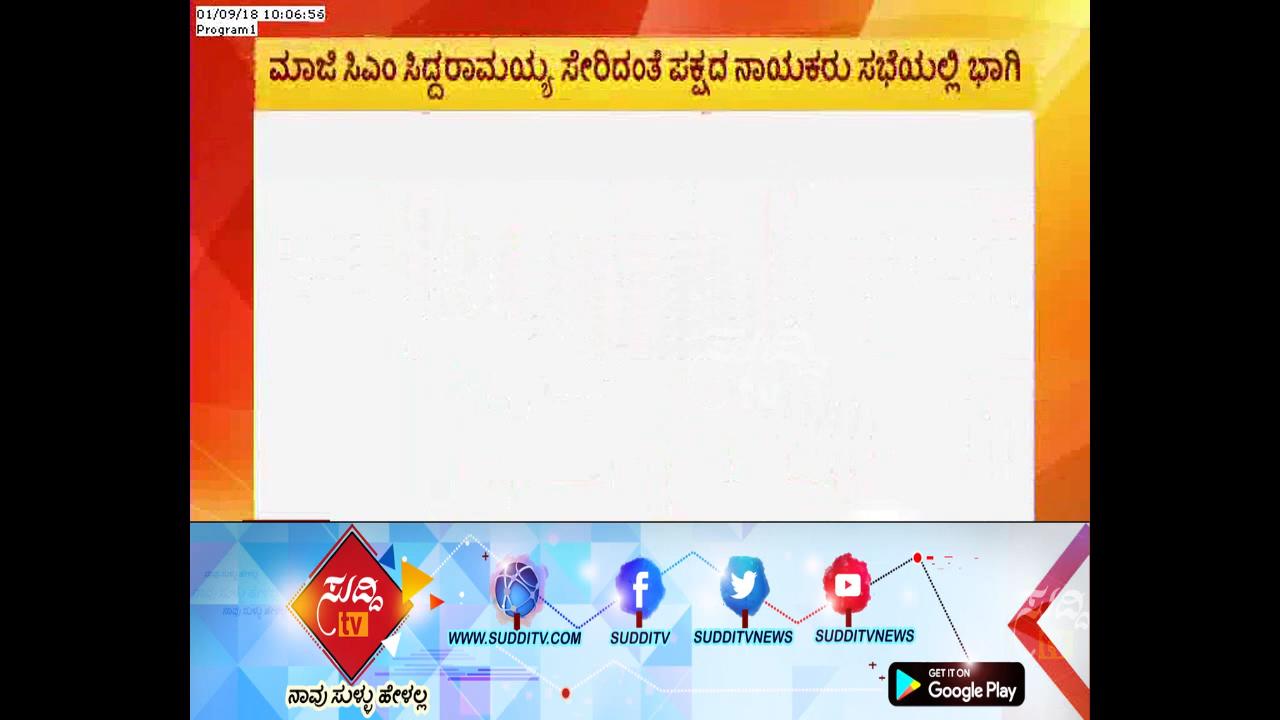 01/09/18 10:06:56
Program1
ಮಾಜಿ ಸಿಎಂ ಸಿದ್ದರಾಮಯ್ಯ ಸೇರಿದಂತೆ ಪಕ್ಷದ ನಾಯಕರು ಸಭೆಯಲ್ಲಿ ಭಾಗಿ
ಸುದ್ದಿ
tv
ನಾವು ಸುಳ್ಳು ಹೇಳಲ್ಲ
WWW.SUDDITV.COM
SUDDITV
SUDDITVNEWS
SUDDITVNEWS
GET IT ON
Google Play